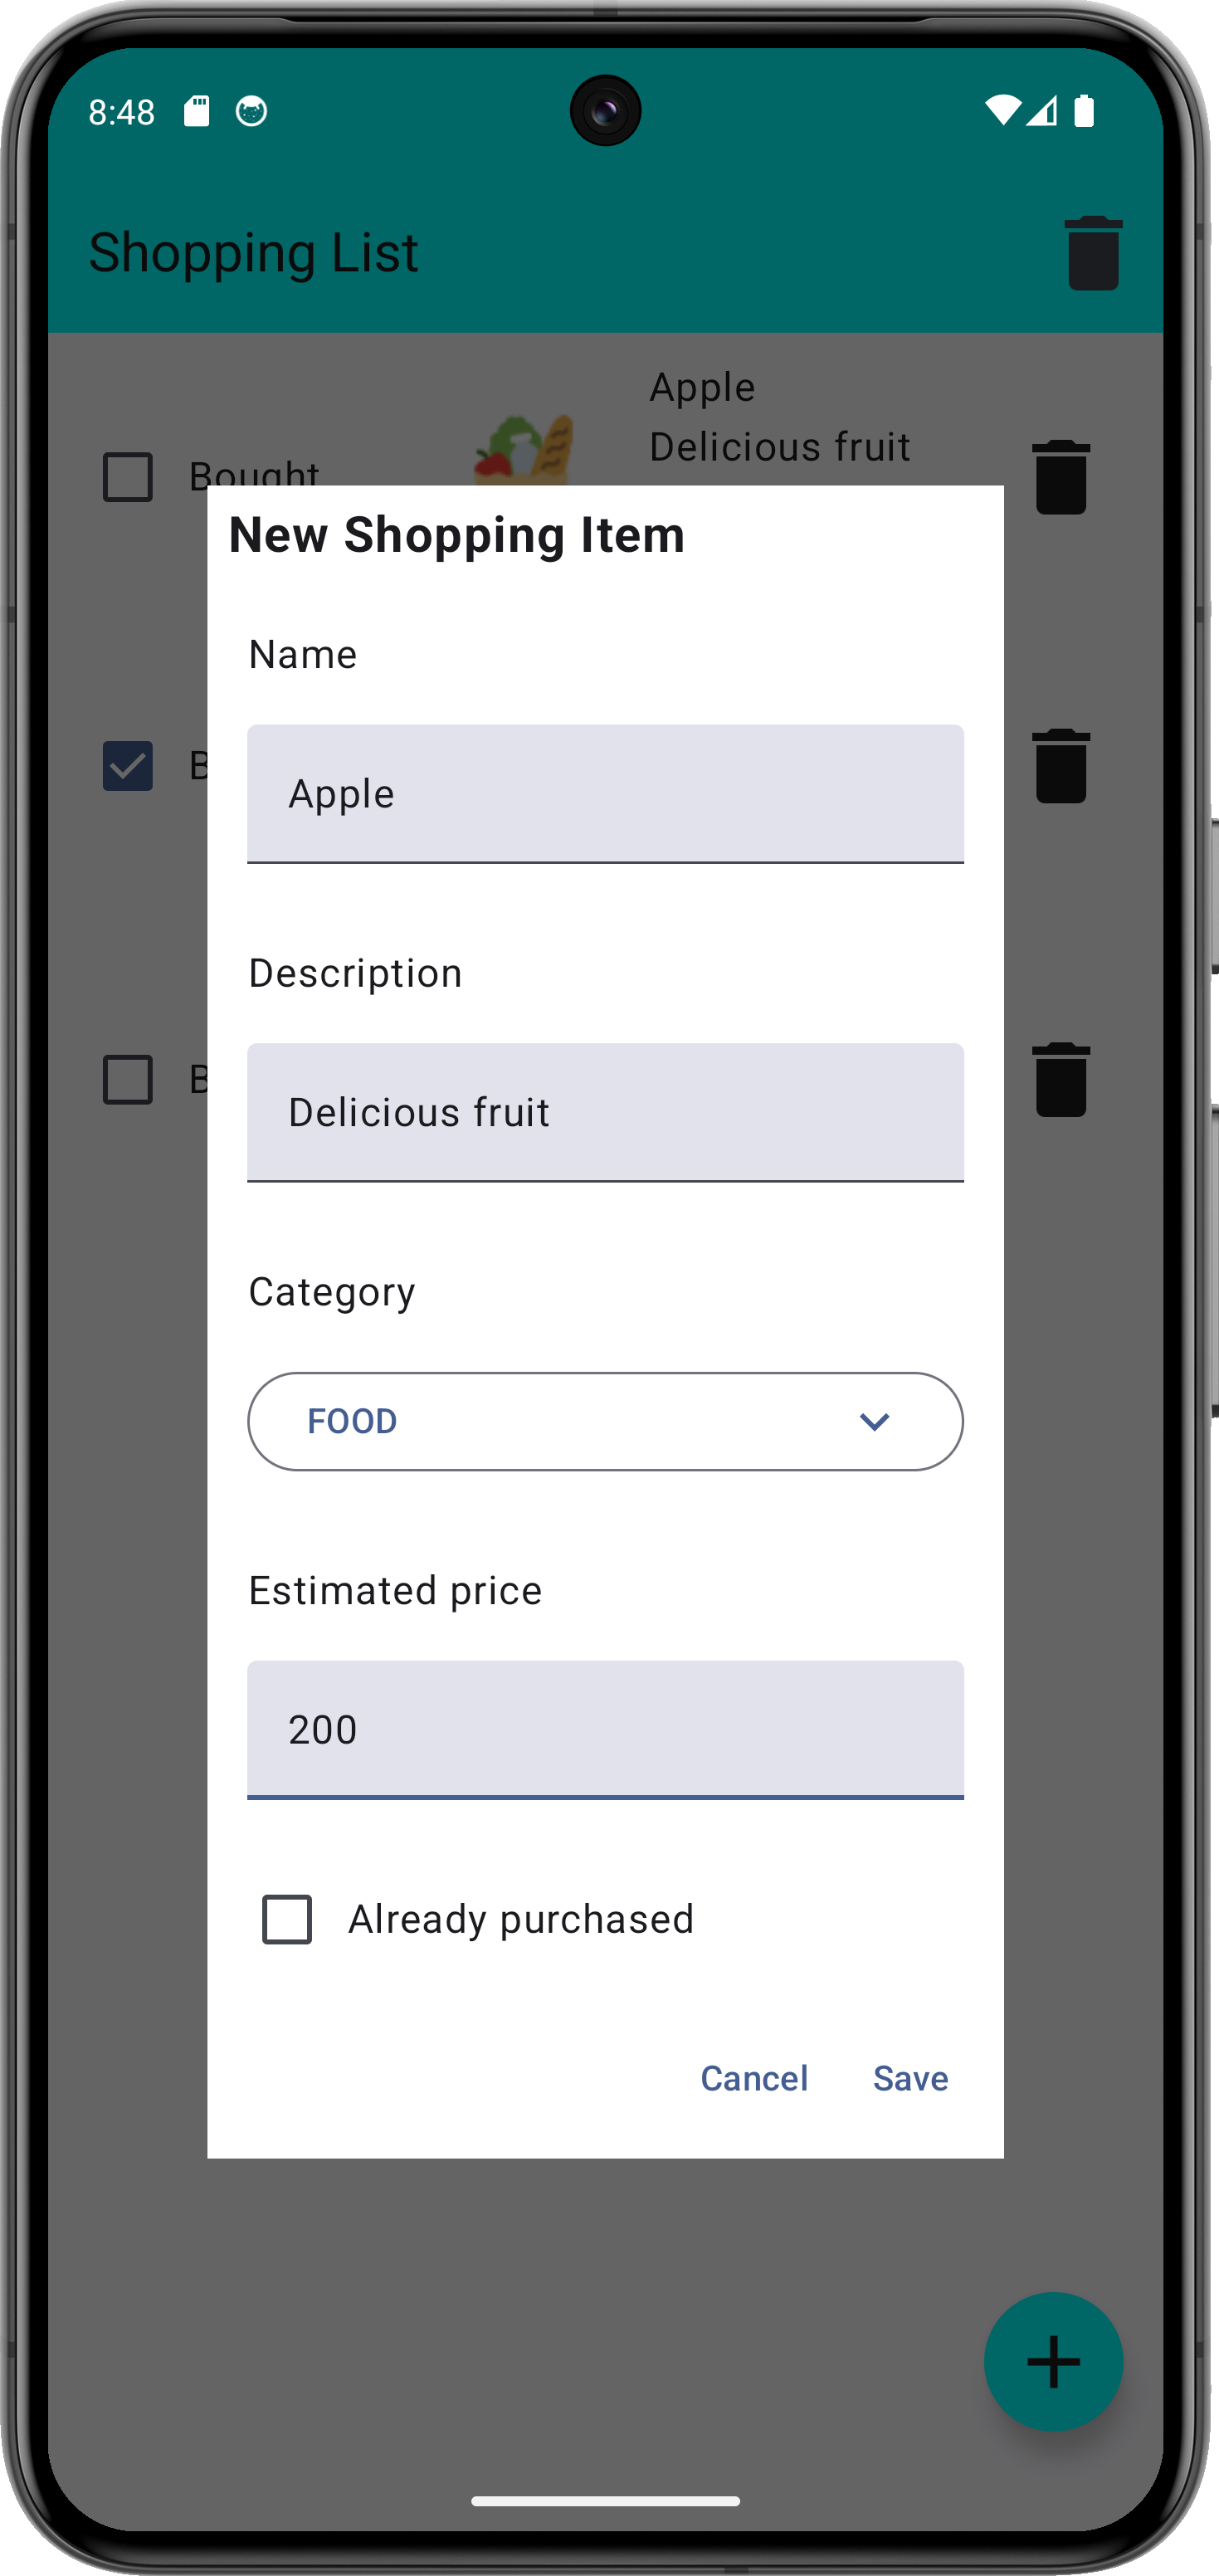 8:48
Shopping List
Apple
Delicious fruit
Bought
New Shopping Item
Name
Apple
Description
Delicious fruit
Category
FOOD
Estimated price
200
Already purchased
Cancel Save